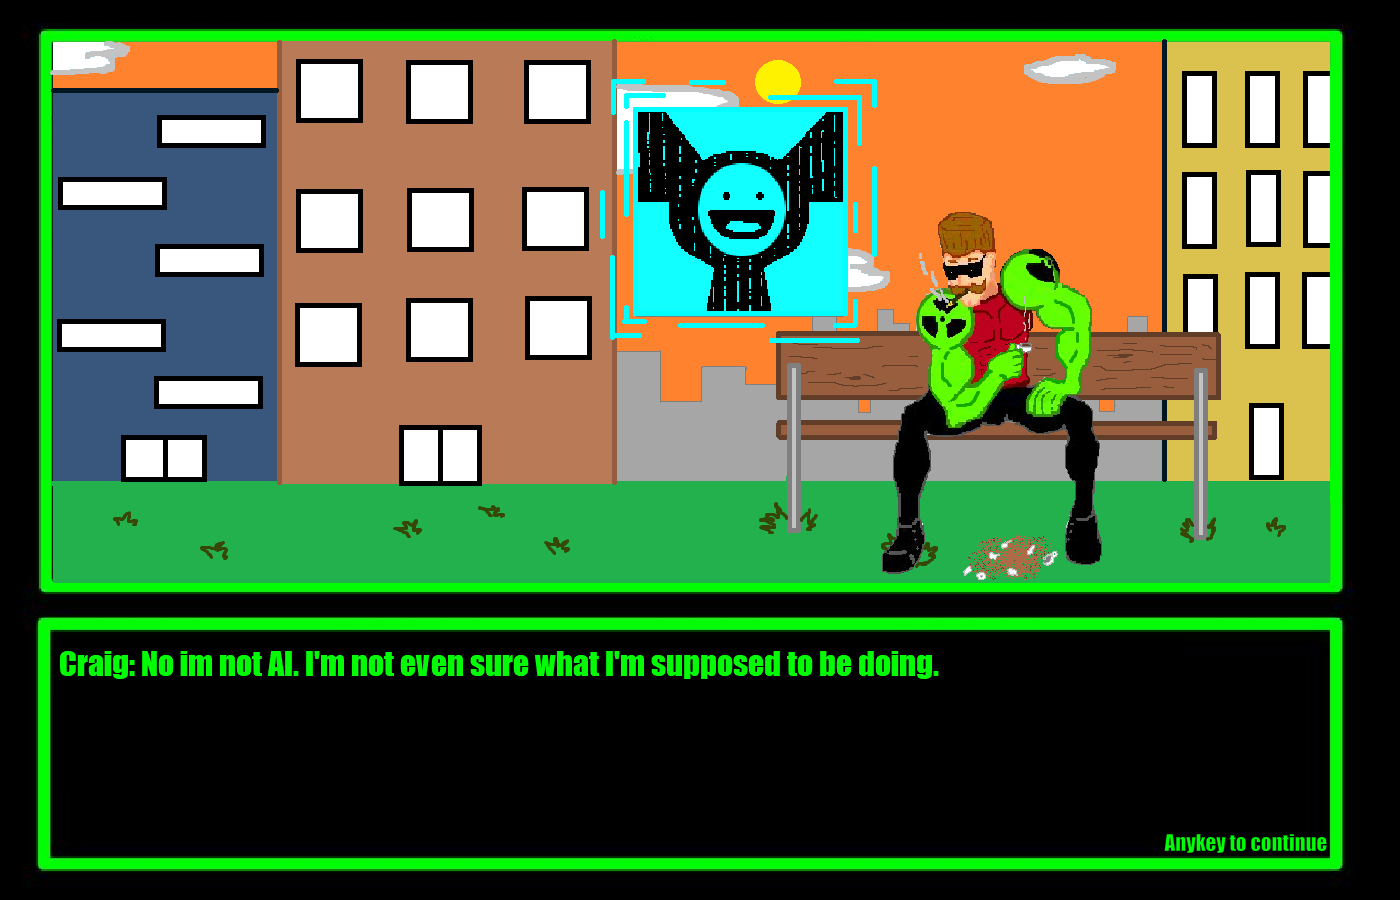 Craig: No im not AI. I'm not even sure what I'm supposed to be doing.
Anykey to continue